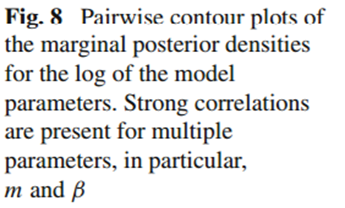 Fig. 8 Pairwise contour plots of
the marginal posterior densities
for the log of the model
parameters. Strong correlations
are present for multiple
parameters, in particular,
m and β